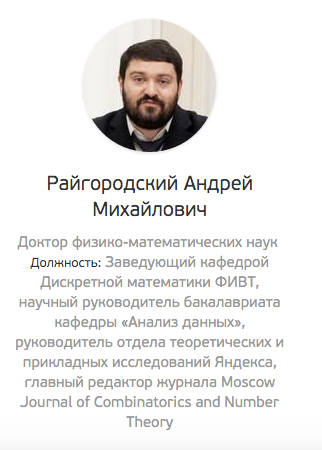 Райгородский Андрей
Михайлович
Доктор физико-математических наук
Должность: Заведующий кафедрой
Дискретной математики ФИВТ,
научный руководитель бакалавриата
кафедры «Анализ данных»,
руководитель отдела теоретических и
прикладных исследований Яндекса,
главный редактор журнала Moscow
Journal of Combinatorics and Number
Theory